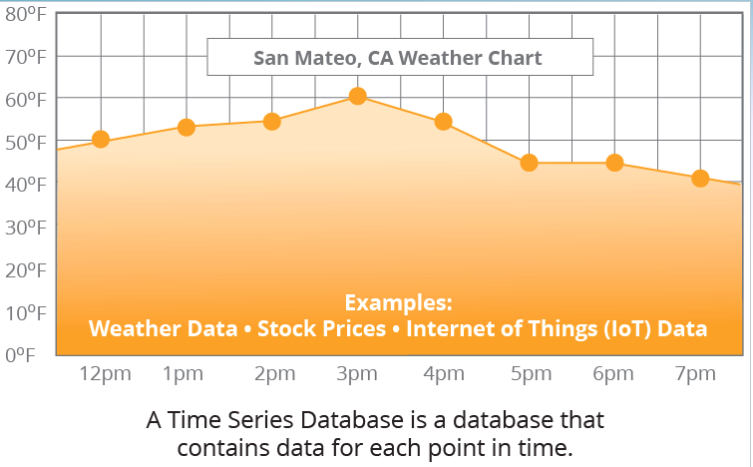 80ºF
San Mateo, CA Weather Chart
70ºF
60ºF
50ºF
40ºF
30ºF
20ºF
10ºF
0ºF
Examples:
Weather Data • Stock Prices • Internet of Things (IoT) Data
12pm 1pm 2pm 3pm 4pm 5pm 6pm 7pm
A Time Series Database is a database that
contains data for each point in time.